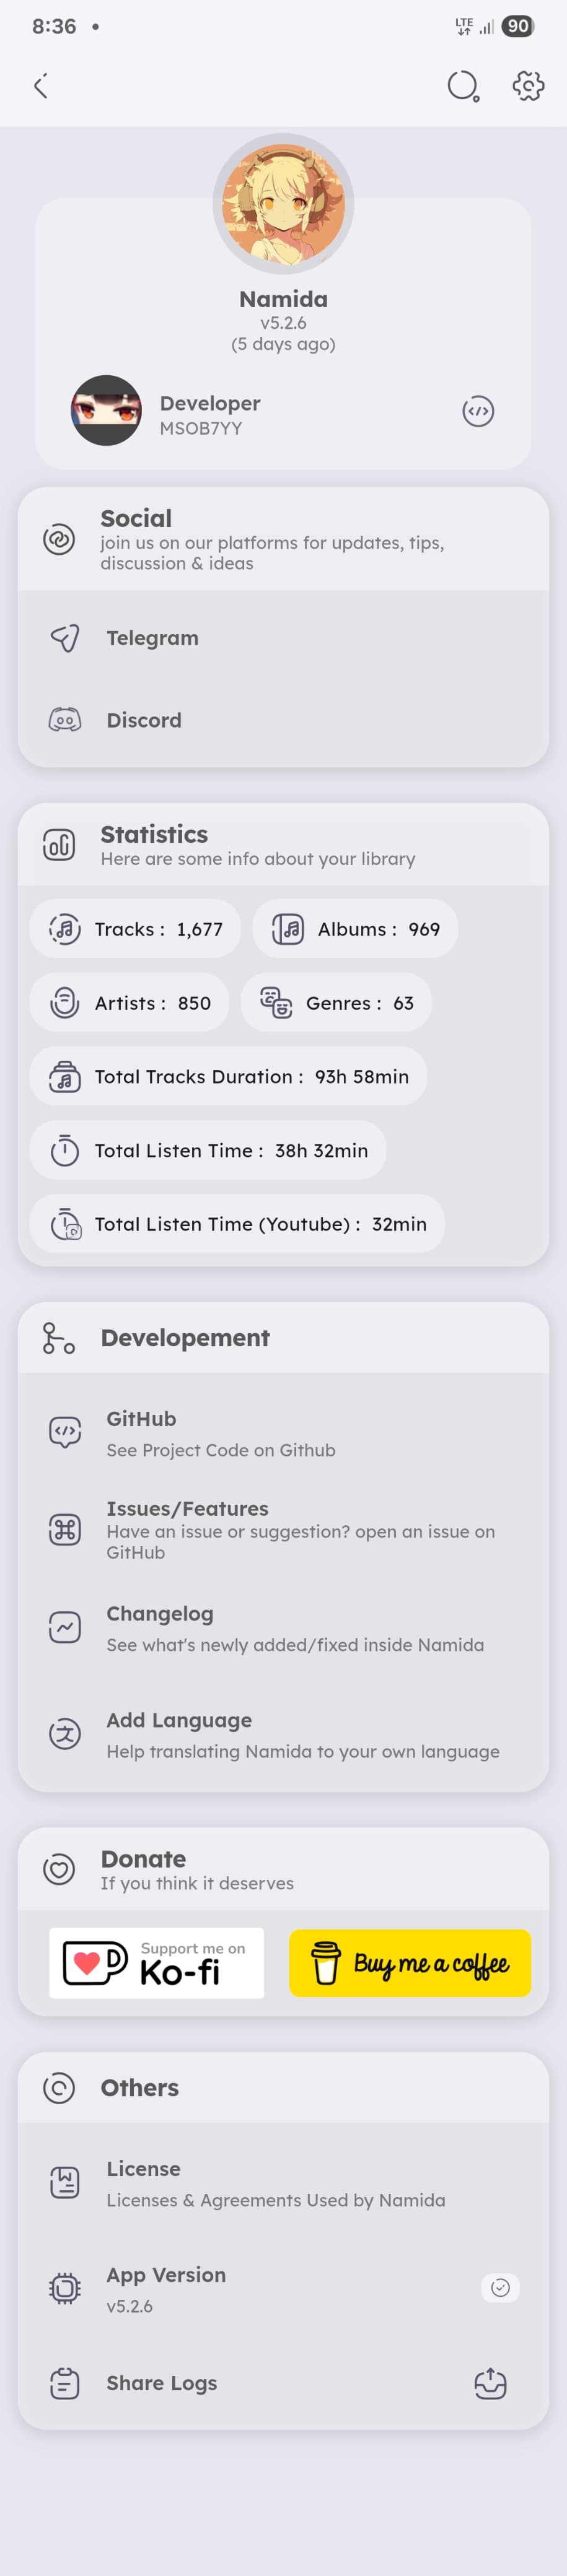 8:36
LTE
90
Namida
v5.2.6
(5 days ago)
Developer
MSOB7YY
Social
join us on our platforms for updates, tips,
discussion & ideas
Telegram
Discord
Statistics
Here are some info about your library
Tracks : 1,677
Albums : 969
Artists : 850
Genres : 63
Total Tracks Duration : 93h 58min
Total Listen Time : 38h 32min
Total Listen Time (Youtube) : 32min
Developement
GitHub
See Project Code on Github
Issues/Features
Have an issue or suggestion? open an issue on
GitHub
Changelog
See what's newly added/fixed inside Namida
Add Language
Help translating Namida to your own language
Donate
If you think it deserves
Support me on
Ko-fi
Buy me a coffee
Others
License
Licenses & Agreements Used by Namida
App Version
v5.2.6
Share Logs